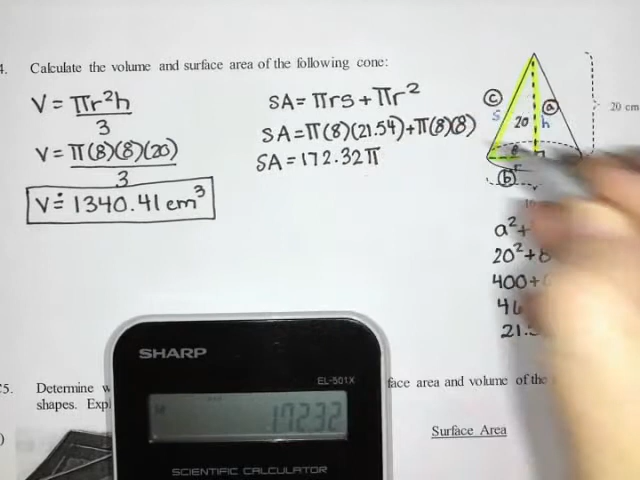 4. Calculate the volume and surface area of the following cone:
V = πr²h
3
V = π(8)(8)(20)
3
V ≐ 1340.41 cm³
SA = πrs + πr²
SA = π(8)(21.54) + π(8)(8)
SA = 172.32π
c
s
20
a
h
20 cm
8
r
b
a² +
20² +
400 +
46
21.5
SHARP
EL-501X
M
172.32
SCIENTIFIC CALCULATOR
5. Determine
face area and volume of the
shapes.
Surface Area